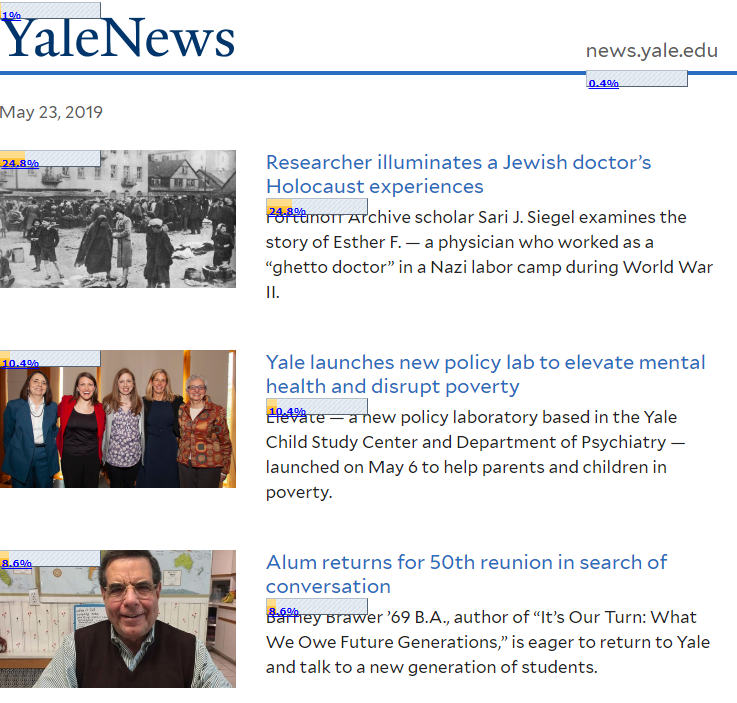 1%
YaleNews
news.yale.edu
0.4%
May 23, 2019
24.8%
Researcher illuminates a Jewish doctor’s
Holocaust experiences
24.8%
Fortunoff Archive scholar Sari J. Siegel examines the
story of Esther F. — a physician who worked as a
“ghetto doctor” in a Nazi labor camp during World War
II.
10.4%
Yale launches new policy lab to elevate mental
health and disrupt poverty
10.4%
Elevate — a new policy laboratory based in the Yale
Child Study Center and Department of Psychiatry —
launched on May 6 to help parents and children in
poverty.
8.6%
Alum returns for 50th reunion in search of
conversation
8.6%
Barney Brawer ’69 B.A., author of “It’s Our Turn: What
We Owe Future Generations,” is eager to return to Yale
and talk to a new generation of students.